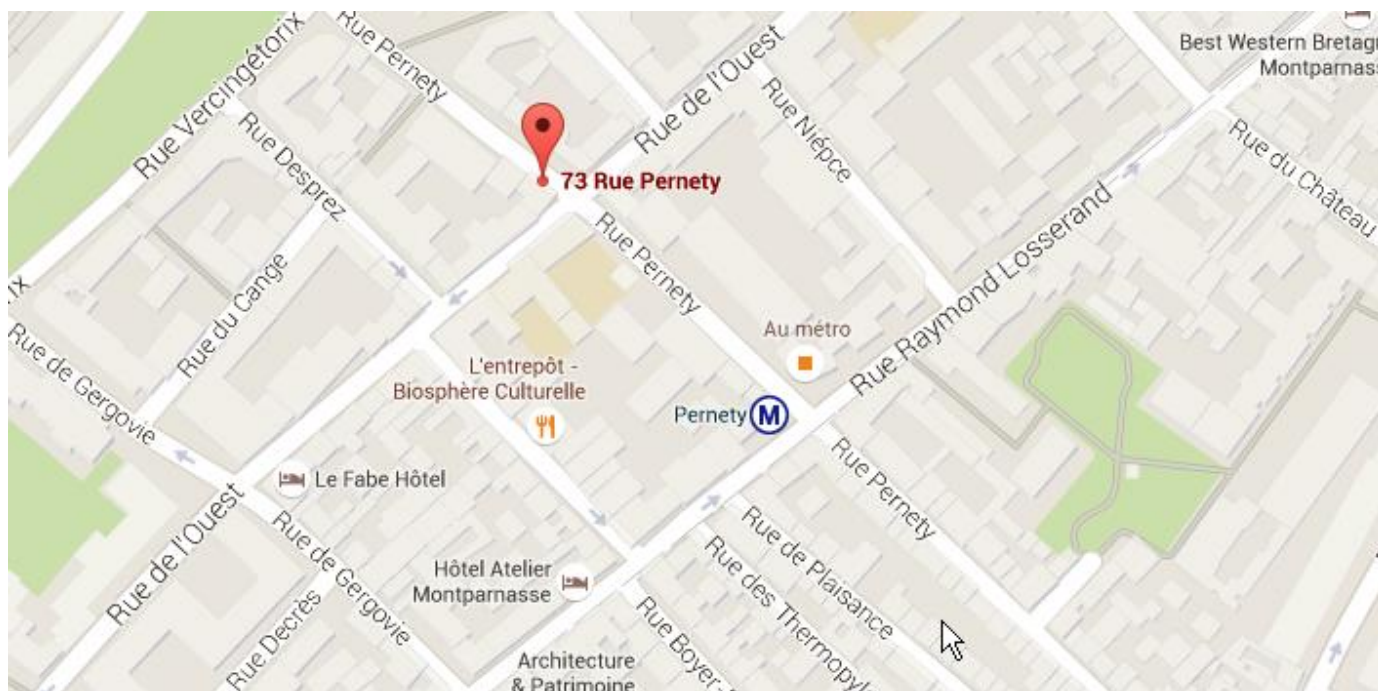 Rue Pernety
Rue Vercingétorix
Rue de l'Ouest
Best Western Bretagn
Montparnass
Rue Niépce
Rue Desprez
73 Rue Pernety
Rue du Château
Rue Pernety
Rue Raymond Losserand
Rue du Cange
ix
Rue de Gergovie
Au métro
L'entrepôt -
Biosphère Culturelle
Pernety M
Le Fabe Hôtel
Rue Pernety
Rue de l'Ouest
Rue de Gergovie
Rue de Plaisance
Rue des Thermopyl
Hôtel Atelier
Montparnasse
Rue Decrès
Rue Boyer-
Architecture
& Patrimoine